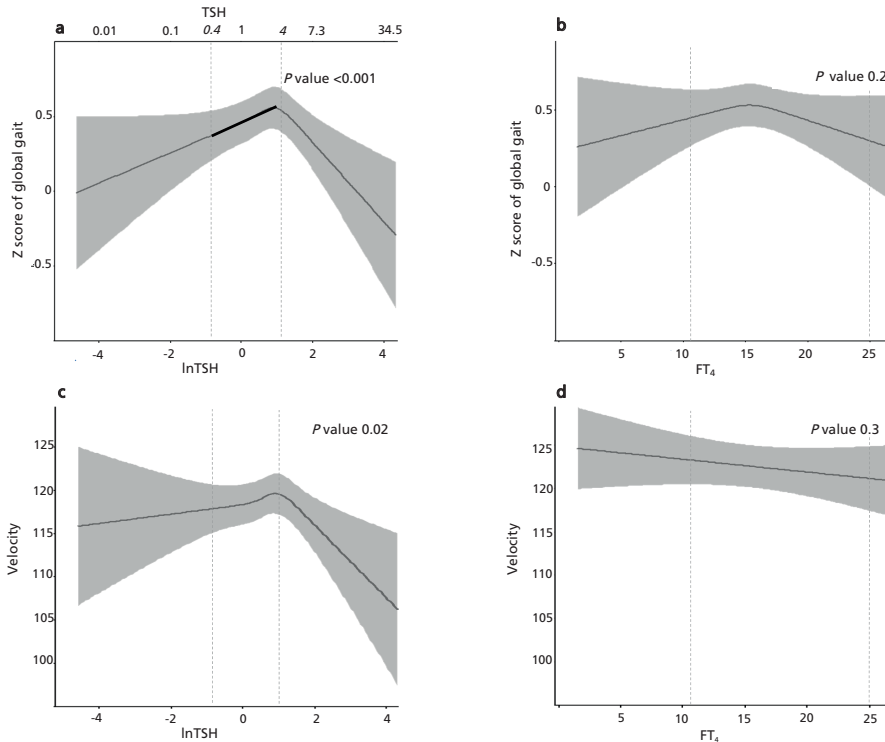 a
TSH
0.01 0.1 0.4 1 4 7.3 34.5
P value <0.001
Z score of global gait
0.5
0
-0.5
-4 -2 0 2 4
lnTSH
b
P value 0.2
Z score of global gait
0.5
0
-0.5
5 10 15 20 25
FT4
c
P value 0.02
Velocity
125
120
115
110
105
100
-4 -2 0 2 4
lnTSH
d
P value 0.3
Velocity
125
120
115
110
105
100
5 10 15 20 25
FT4